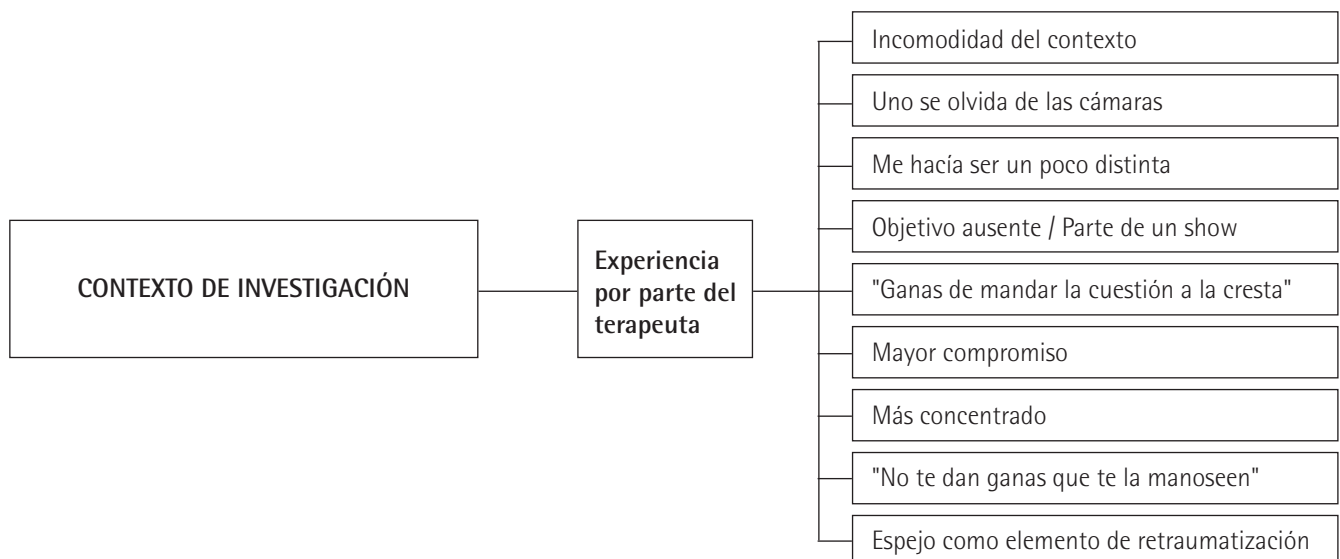 Incomodidad del contexto
Uno se olvida de las cámaras
Me hacía ser un poco distinta
Objetivo ausente / Parte de un show
CONTEXTO DE INVESTIGACIÓN
Experiencia
por parte del
terapeuta
"Ganas de mandar la cuestión a la cresta"
Mayor compromiso
Más concentrado
"No te dan ganas que te la manoseen"
Espejo como elemento de retraumatización